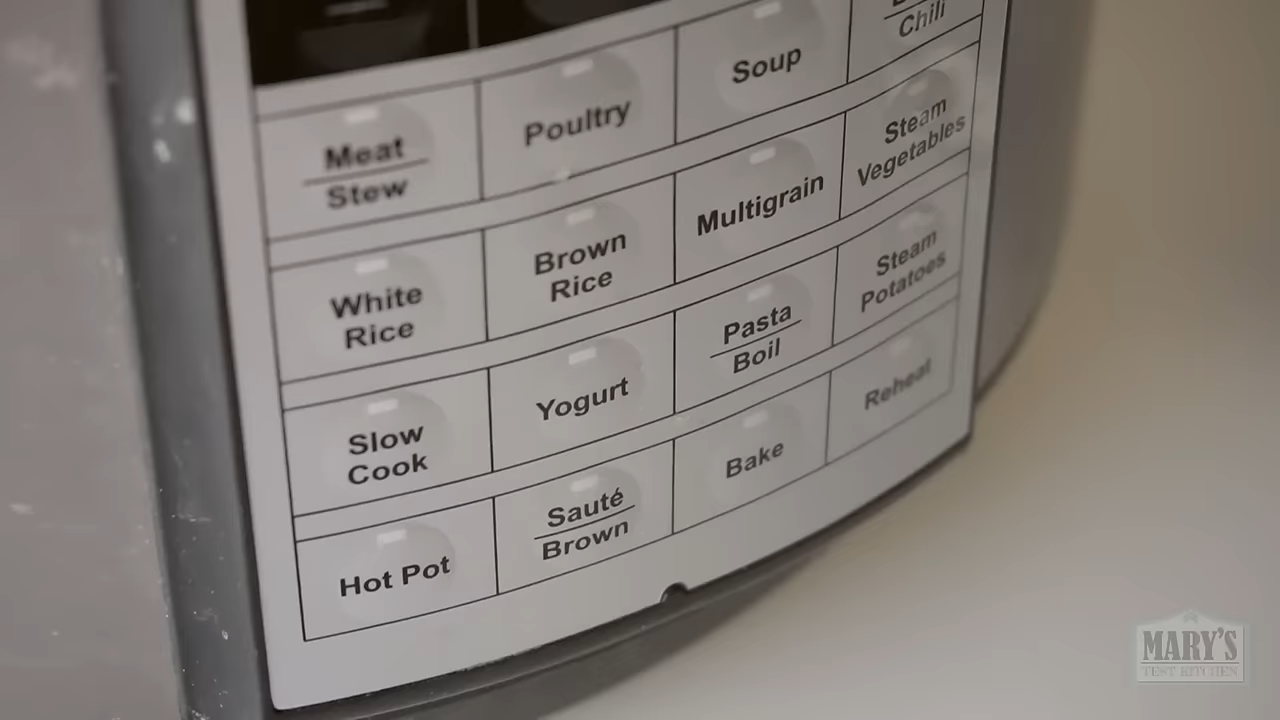 Meat
Stew
Poultry
Soup
Chili
White
Rice
Brown
Rice
Multigrain
Steam
Vegetables
Slow
Cook
Yogurt
Pasta
Boil
Steam
Potatoes
Hot Pot
Sauté
Brown
Bake
Reheat
MARY'S
TEST KITCHEN